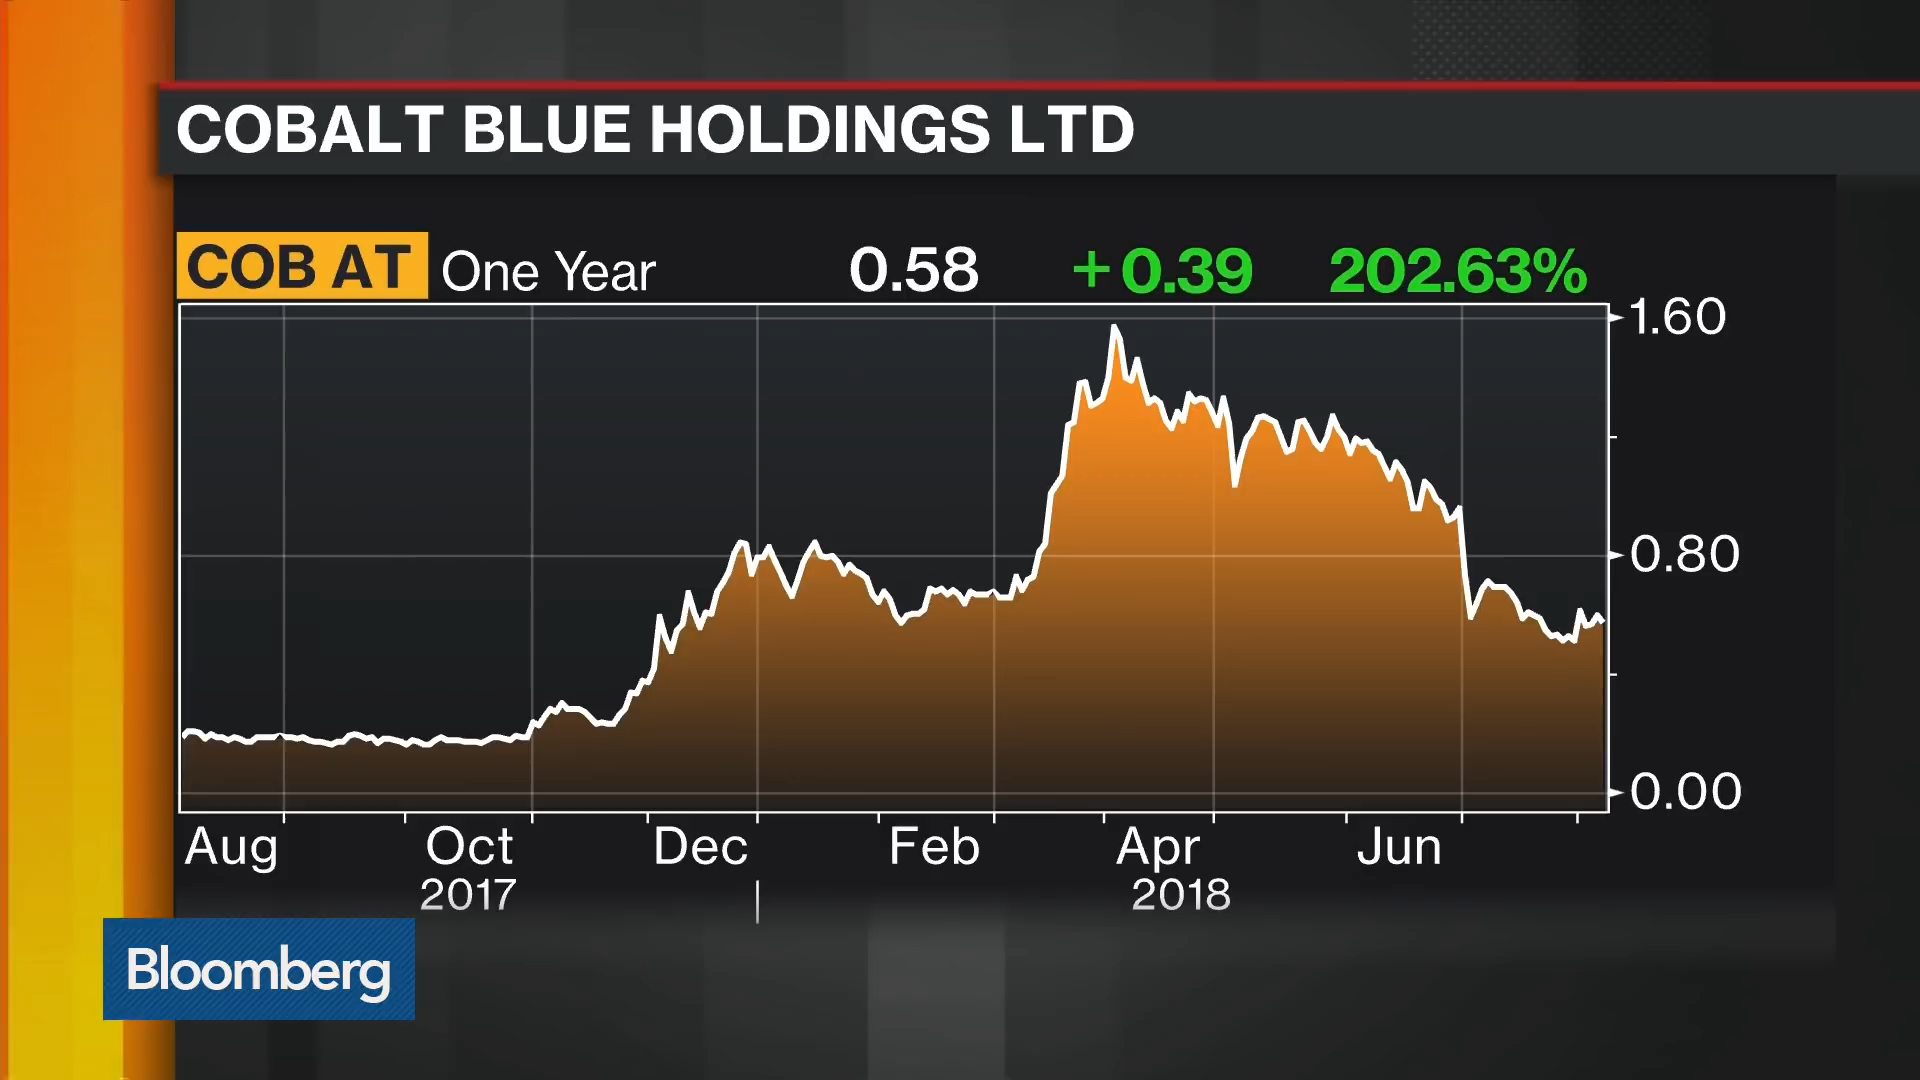 COBALT BLUE HOLDINGS LTD
COB AT One Year 0.58 +0.39 202.63%
1.60
0.80
0.00
Aug Oct Dec Feb Apr Jun
2017 2018
Bloomberg